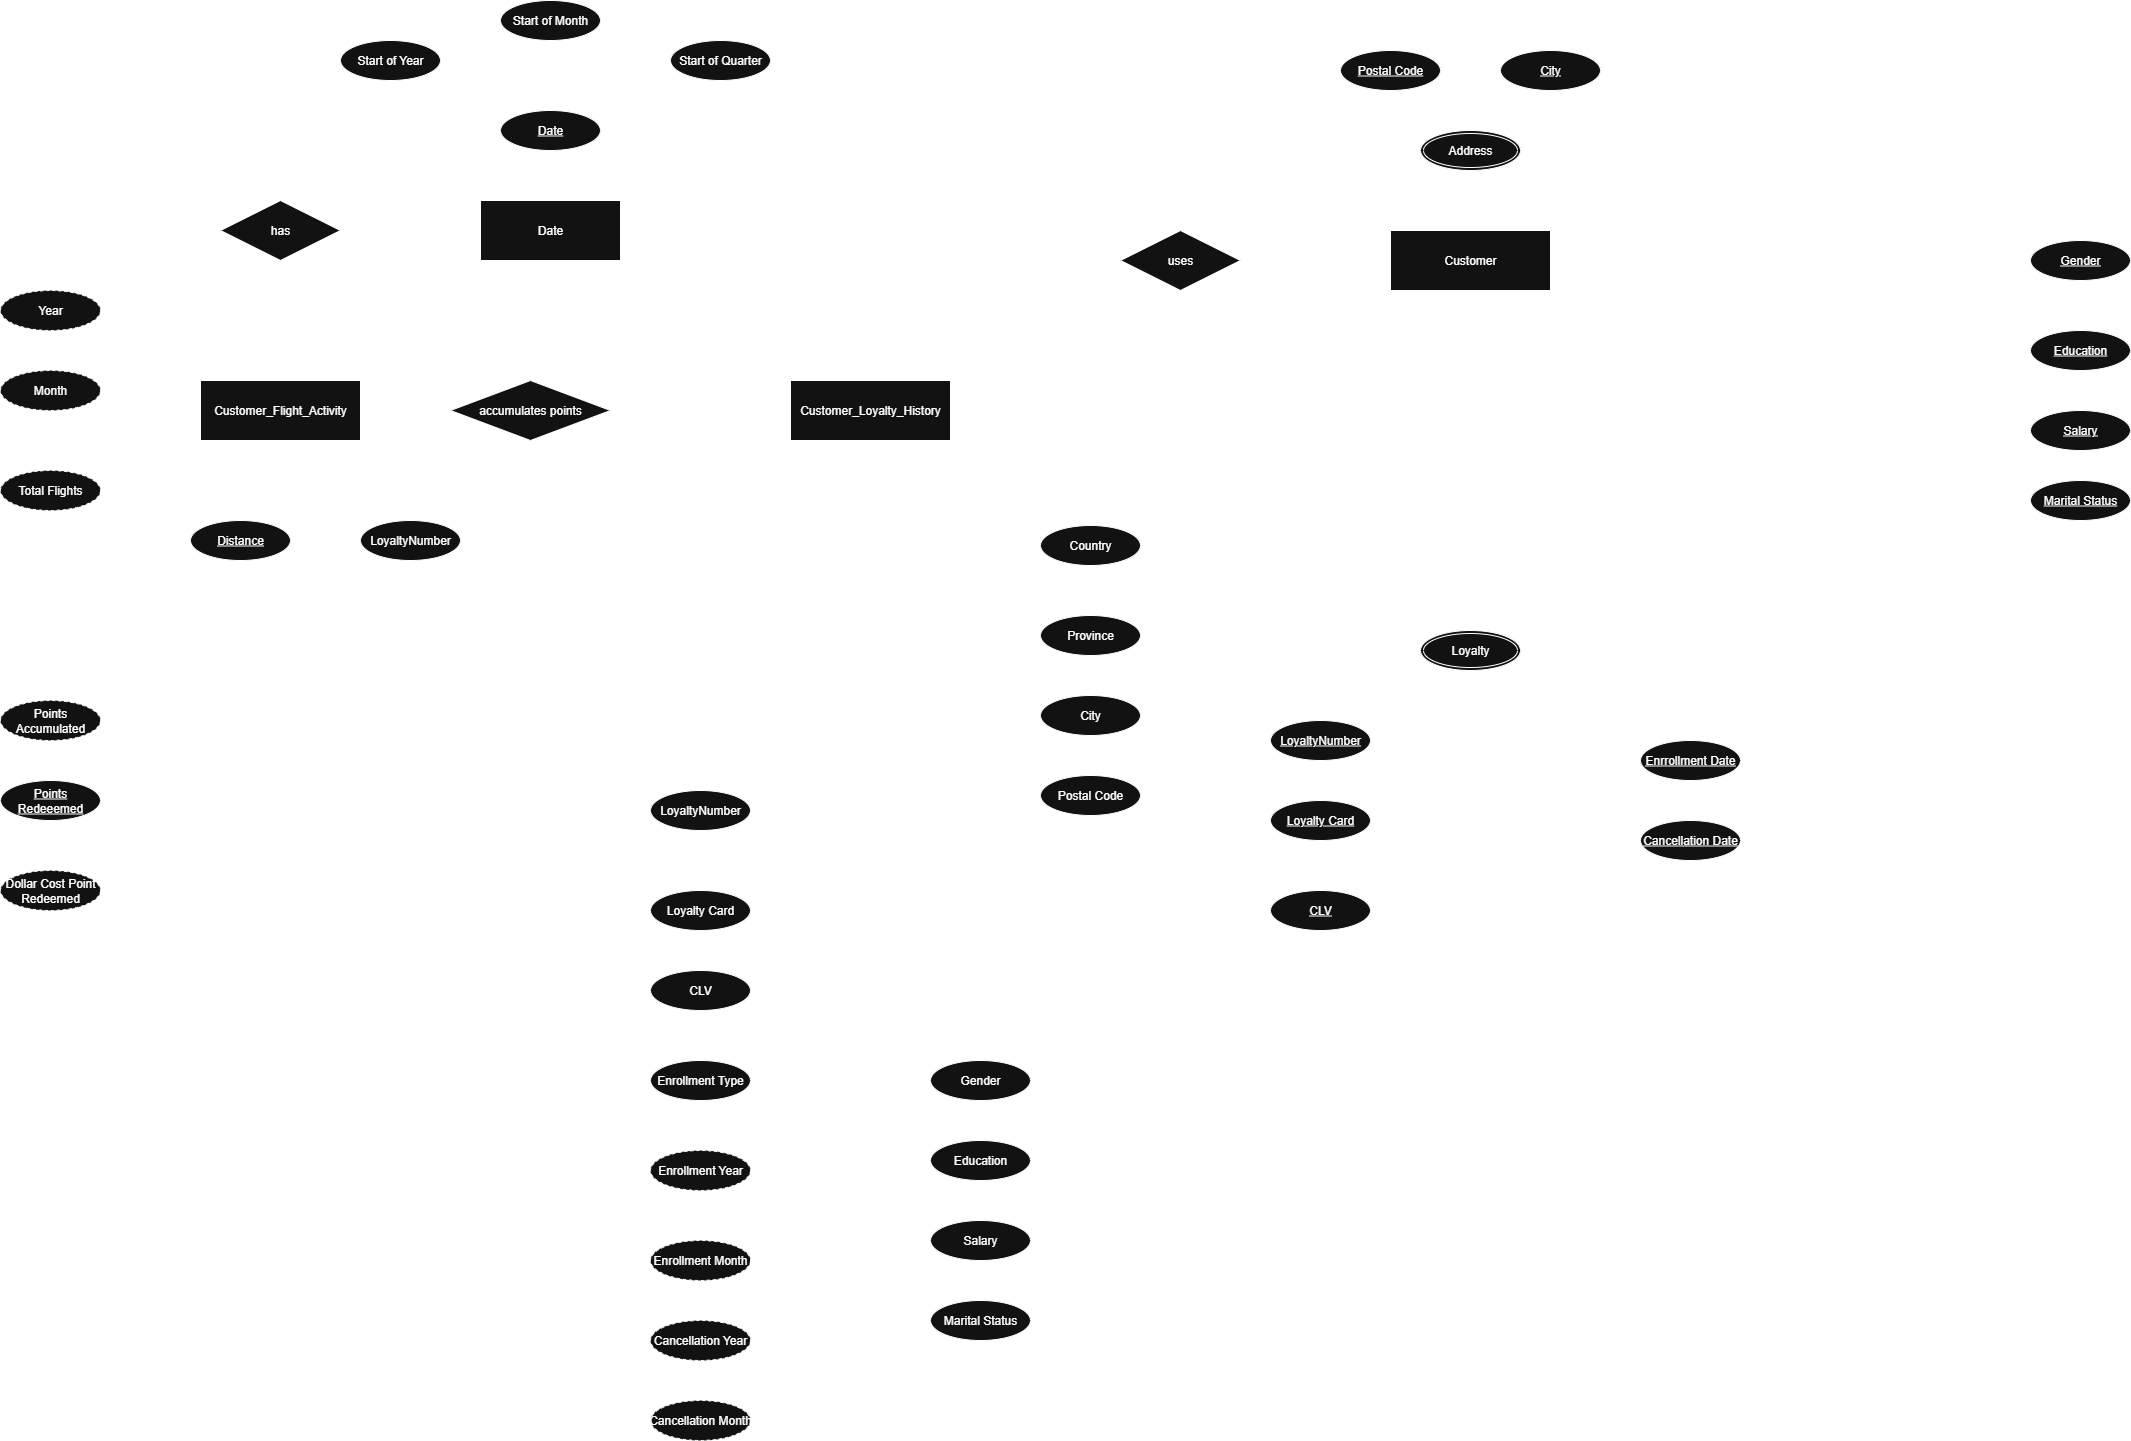 Start of Month
Start of Year
Start of Quarter
Postal Code
City
Date
Address
has
Date
uses
Customer
Gender
Year
Education
Month
Customer_Flight_Activity
accumulates points
Customer_Loyalty_History
Salary
Total Flights
Marital Status
Distance
LoyaltyNumber
Country
Province
Loyalty
Points
Accumulated
City
LoyaltyNumber
Enrrollment Date
Points
Redeeemed
LoyaltyNumber
Postal Code
Loyalty Card
Cancellation Date
Dollar Cost Point
Redeemed
Loyalty Card
CLV
CLV
Enrollment Type
Gender
Enrollment Year
Education
Enrollment Month
Salary
Cancellation Year
Marital Status
Cancellation Month